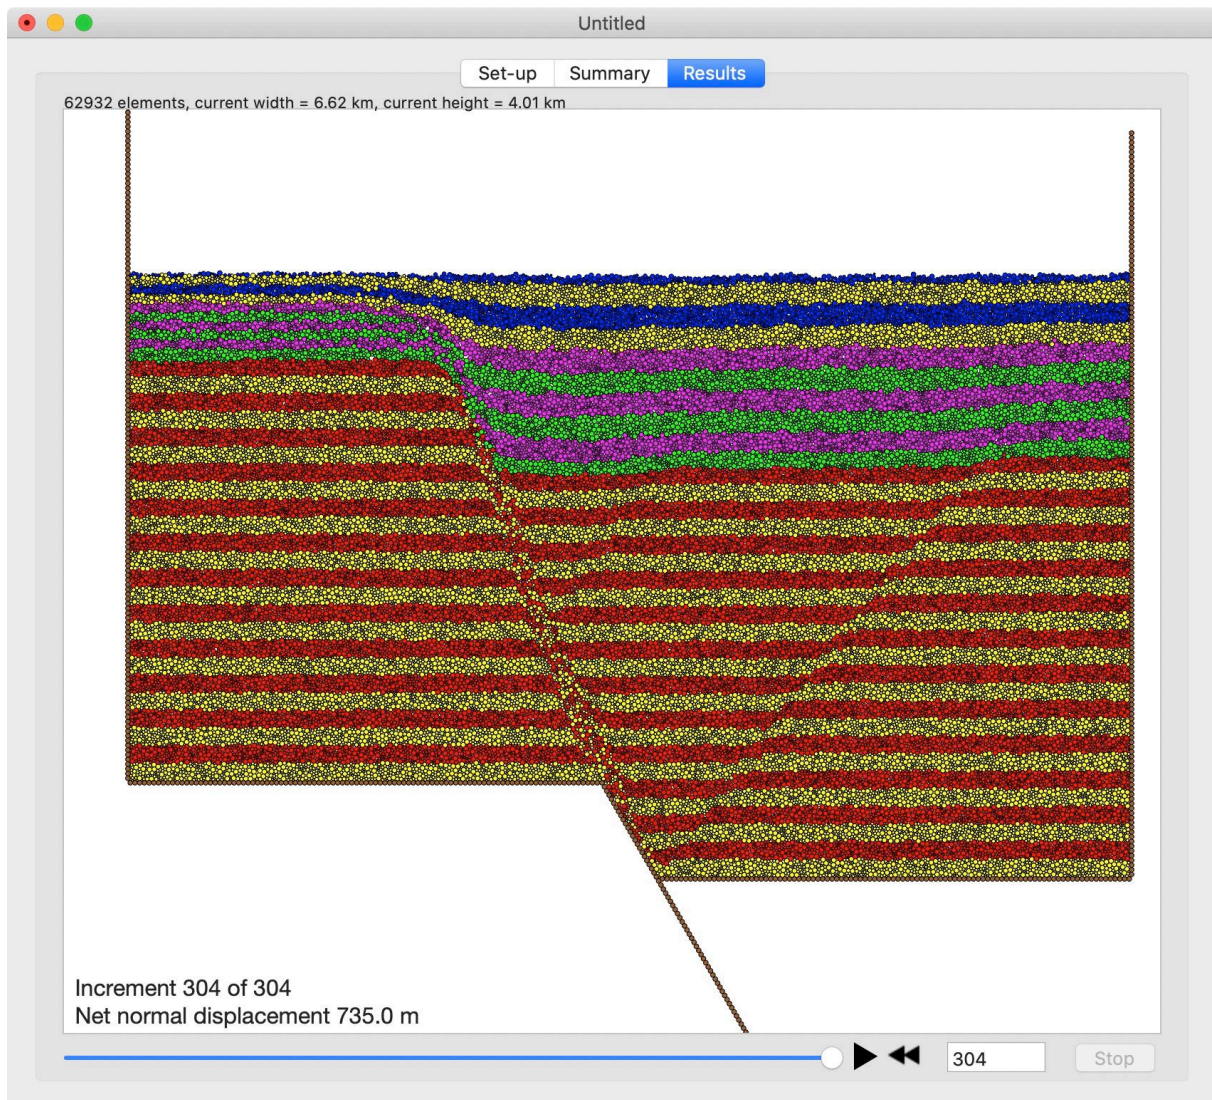 Untitled
Set-up Summary Results
62932 elements, current width = 6.62 km, current height = 4.01 km
Increment 304 of 304
Net normal displacement 735.0 m
304 Stop